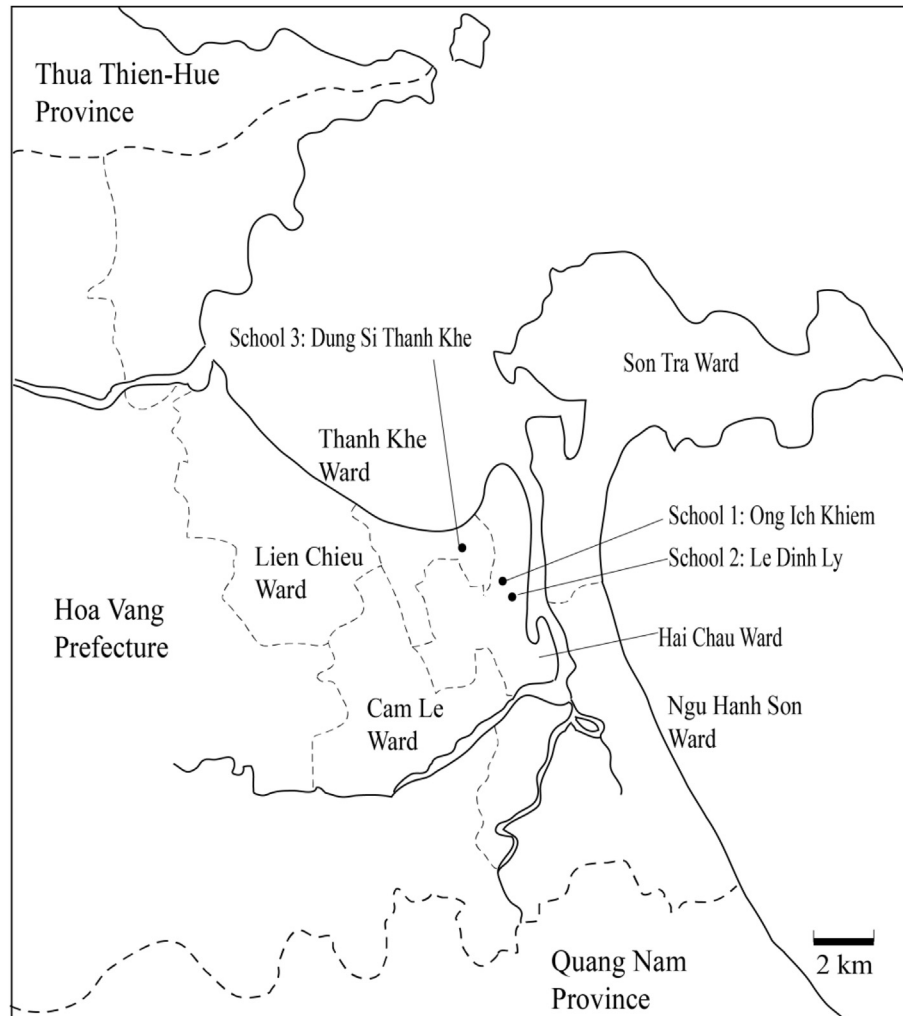 Thua Thien-Hue
Province
School 3: Dung Si Thanh Khe
Son Tra Ward
Thanh Khe
Ward
School 1: Ong Ich Khiem
School 2: Le Dinh Ly
Lien Chieu
Ward
Hoa Vang
Prefecture
Hai Chau Ward
Cam Le
Ward
Ngu Hanh Son
Ward
Quang Nam
Province
2 km